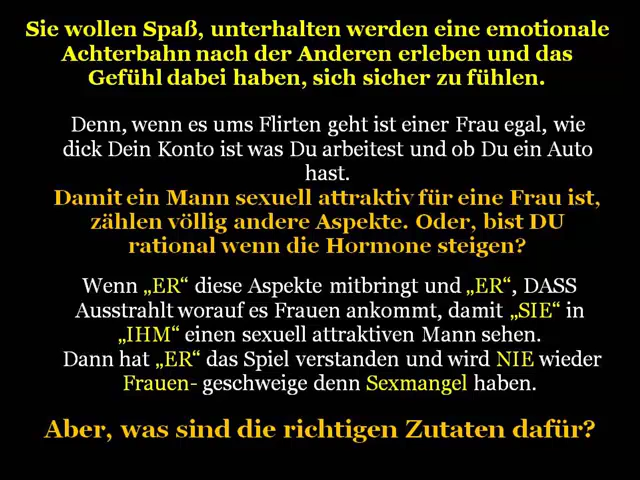 Sie wollen Spaß, unterhalten werden eine emotionale
Achterbahn nach der Anderen erleben und das
Gefühl dabei haben, sich sicher zu fühlen.
Denn, wenn es ums Flirten geht ist einer Frau egal, wie
dick Dein Konto ist was Du arbeitest und ob Du ein Auto
hast.
Damit ein Mann sexuell attraktiv für eine Frau ist,
zählen völlig andere Aspekte. Oder, bist DU
rational wenn die Hormone steigen?
Wenn „ER“ diese Aspekte mitbringt und „ER“, DASS
Ausstrahlt worauf es Frauen ankommt, damit „SIE“ in
„IHM“ einen sexuell attraktiven Mann sehen.
Dann hat „ER“ das Spiel verstanden und wird NIE wieder
Frauen- geschweige denn Sexmangel haben.
Aber, was sind die richtigen Zutaten dafür?